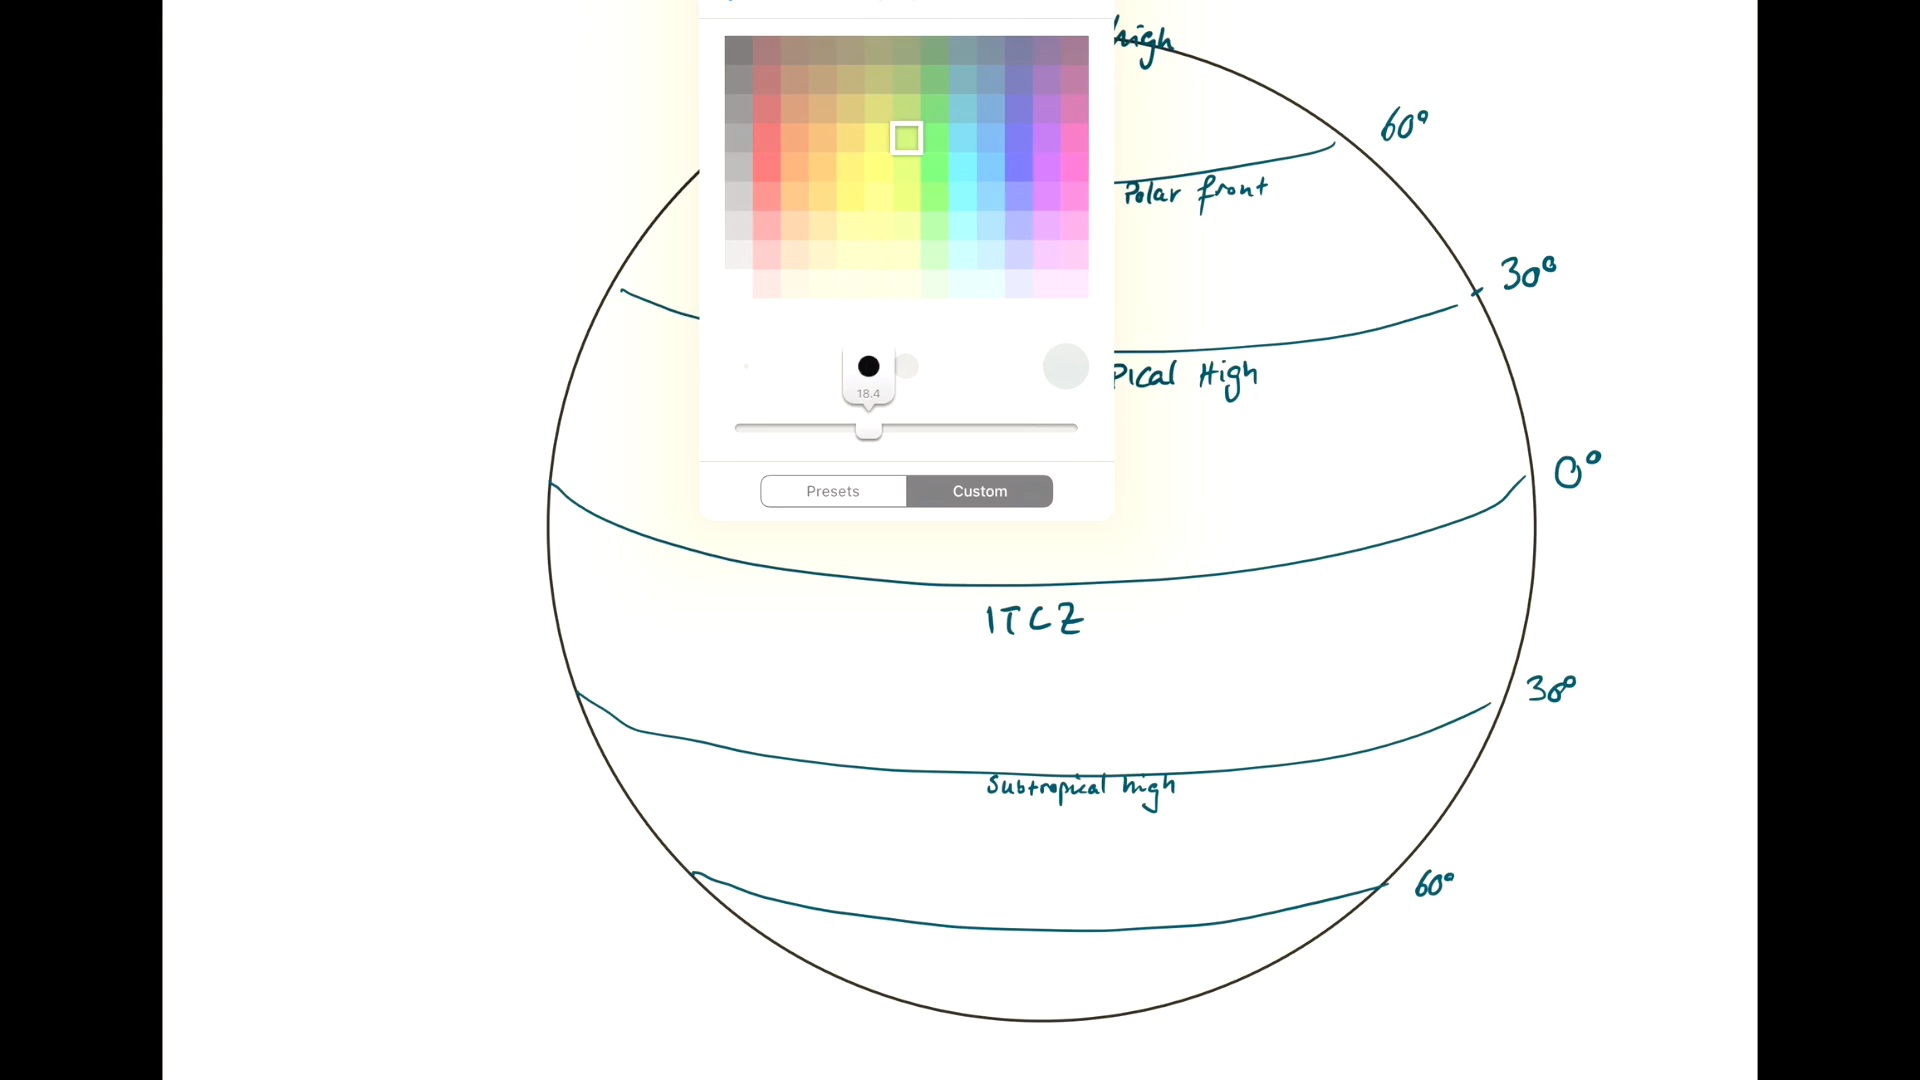 high
60°
Polar front
30°
pical High
18.4
0°
Presets
Custom
ITCZ
30°
Subtropical high
60°